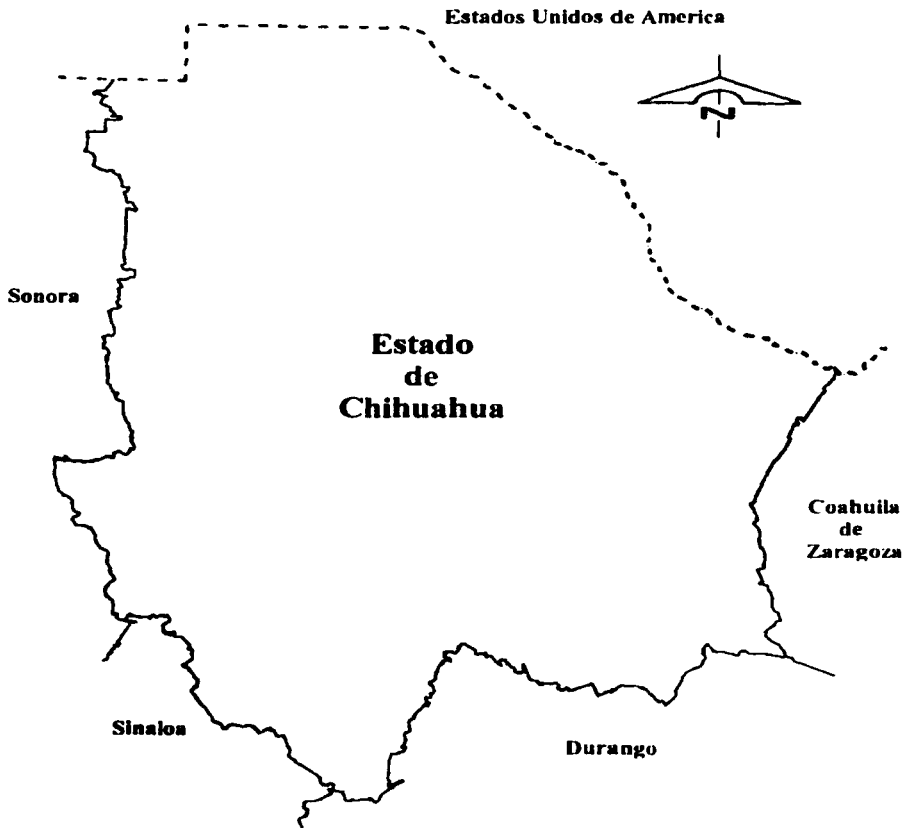 Estados Unidos de America
N
Sonora
Estado
de
Chihuahua
Coahuila
de
Zaragoza
Sinaloa
Durango